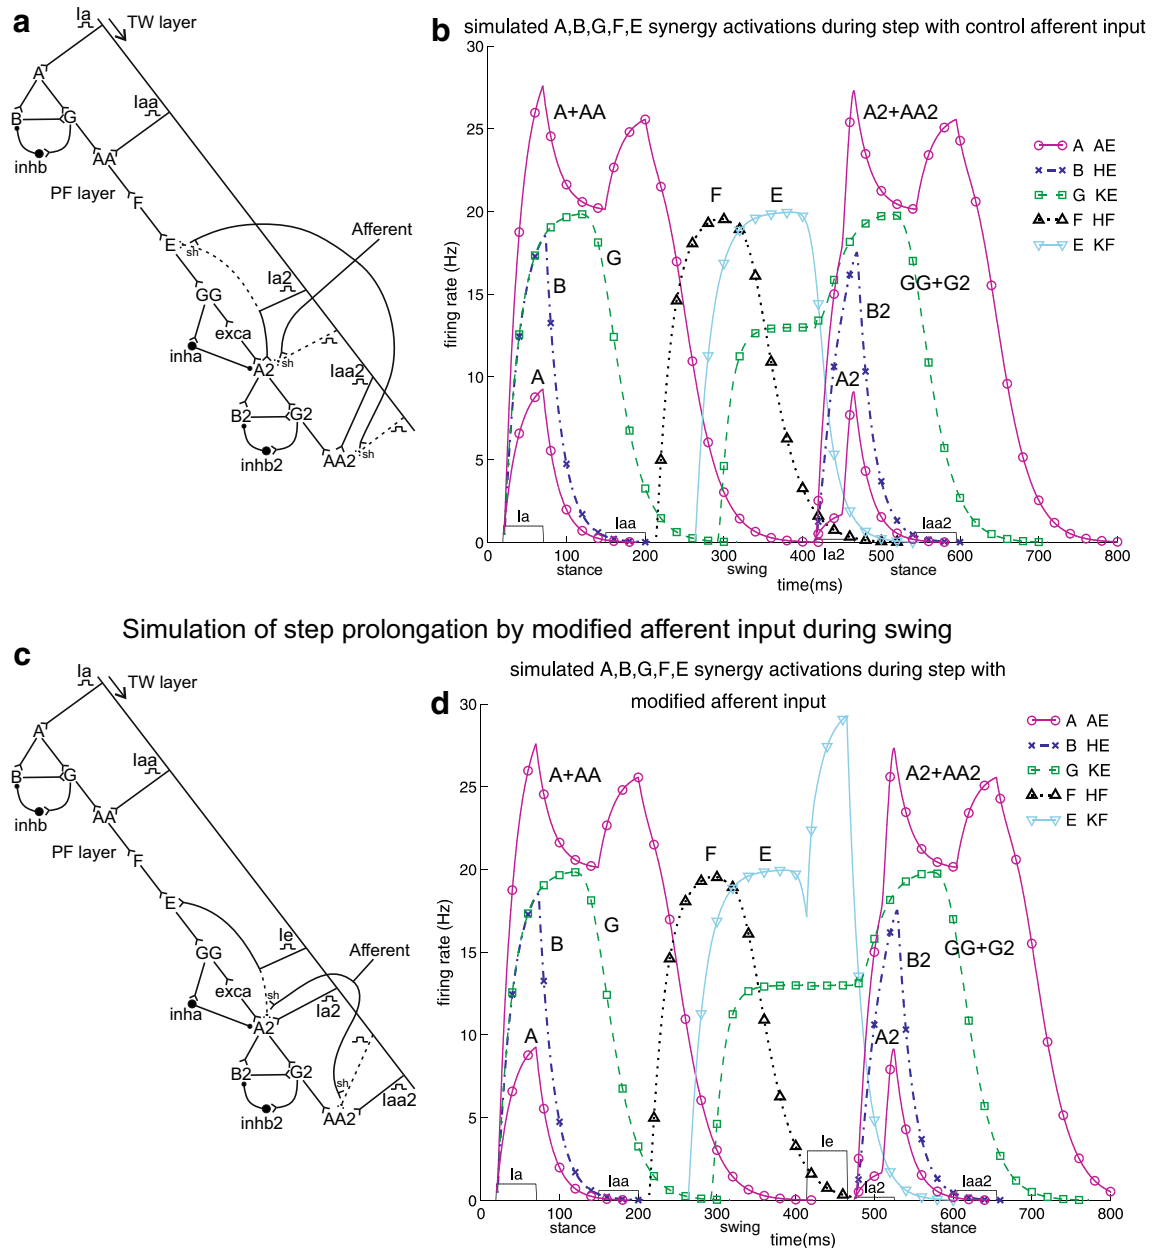 a
Ia
TW layer
A
Iaa
B
G
inhb
AA
PF layer
F
E
sh
Afferent
Ia2
GG
exca
inha
A2
sh
Iaa2
B2
G2
inhb2
AA2
sh
b
simulated A,B,G,F,E synergy activations during step with control afferent input
30
25
20
15
10
5
0
firing rate (Hz)
A+AA
A2+AA2
A AE
B HE
G KE
F HF
E KF
F
E
G
B
GG+G2
B2
A
A2
Ia
Iaa
Ia2
Iaa2
0 100 200 300 400 500 600 700 800
stance swing stance
time(ms)
Simulation of step prolongation by modified afferent input during swing
c
Ia
TW layer
A
Iaa
B
G
inhb
AA
PF layer
F
E
Ie
Afferent
GG
exca
sh
Ia2
inha
A2
B2
G2
sh
inhb2
AA2
Iaa2
d
simulated A,B,G,F,E synergy activations during step with
modified afferent input
30
25
20
15
10
5
0
firing rate (Hz)
A+AA
A2+AA2
A AE
B HE
G KE
F HF
E KF
F
E
G
B
B2
GG+G2
A
A2
Ie
Ia
Iaa
Ia2
Iaa2
0 100 200 300 400 500 600 700 800
stance swing stance
time(ms)